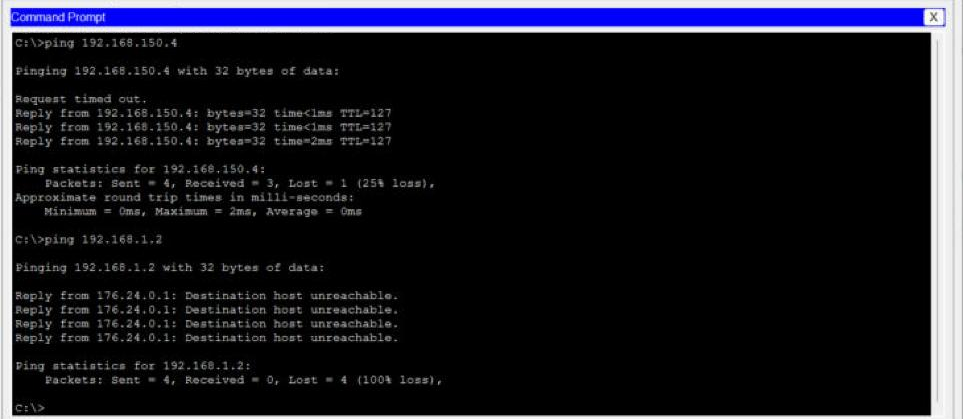 Command Prompt
X
C:\>ping 192.168.150.4
Pinging 192.168.150.4 with 32 bytes of data:
Request timed out.
Reply from 192.168.150.4: bytes=32 time<1ms TTL=127
Reply from 192.168.150.4: bytes=32 time<1ms TTL=127
Reply from 192.168.150.4: bytes=32 time=2ms TTL=127
Ping statistics for 192.168.150.4:
Packets: Sent = 4, Received = 3, Lost = 1 (25% loss),
Approximate round trip times in milli-seconds:
Minimum = 0ms, Maximum = 2ms, Average = 0ms
C:\>ping 192.168.1.2
Pinging 192.168.1.2 with 32 bytes of data:
Reply from 176.24.0.1: Destination host unreachable.
Reply from 176.24.0.1: Destination host unreachable.
Reply from 176.24.0.1: Destination host unreachable.
Reply from 176.24.0.1: Destination host unreachable.
Ping statistics for 192.168.1.2:
Packets: Sent = 4, Received = 0, Lost = 4 (100% loss),
C:\>